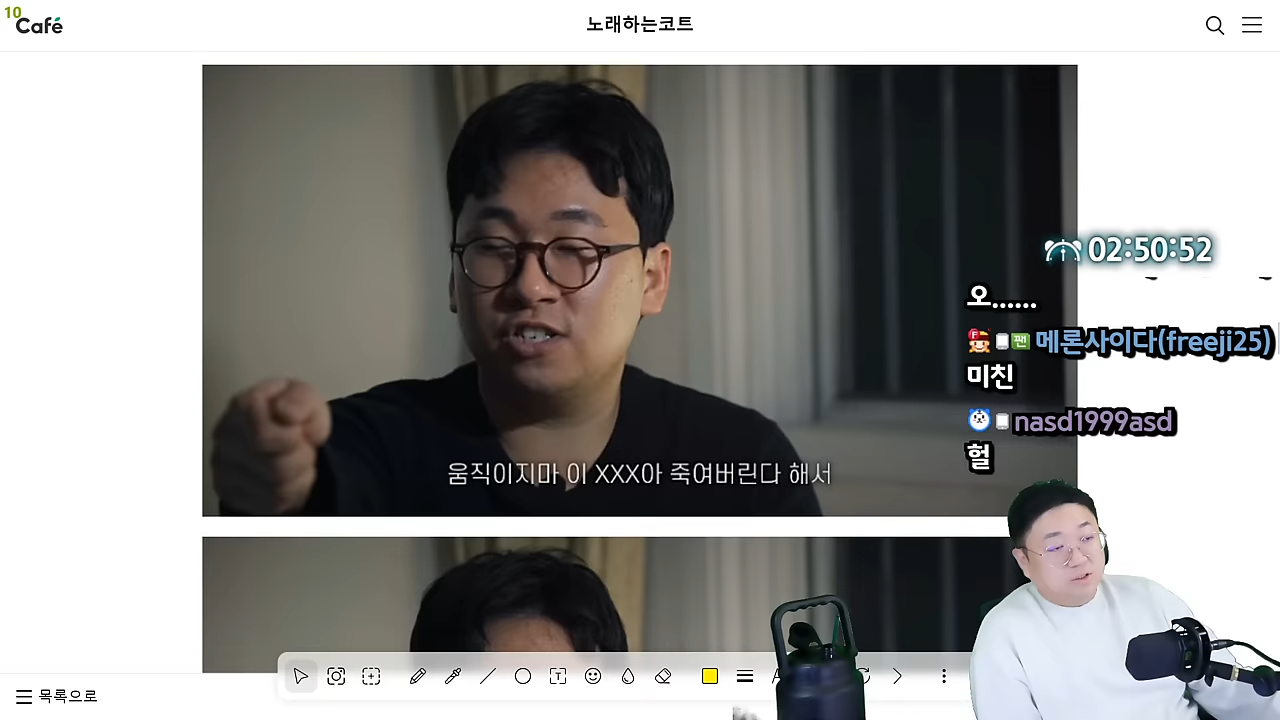 10
Café
노래하는코트
02:50:52
오......
짼 메론사이다(freeji25)
미친
nasd1999asd
헐
움직이지마 이 XXX아 죽여버린다 해서
목록으로